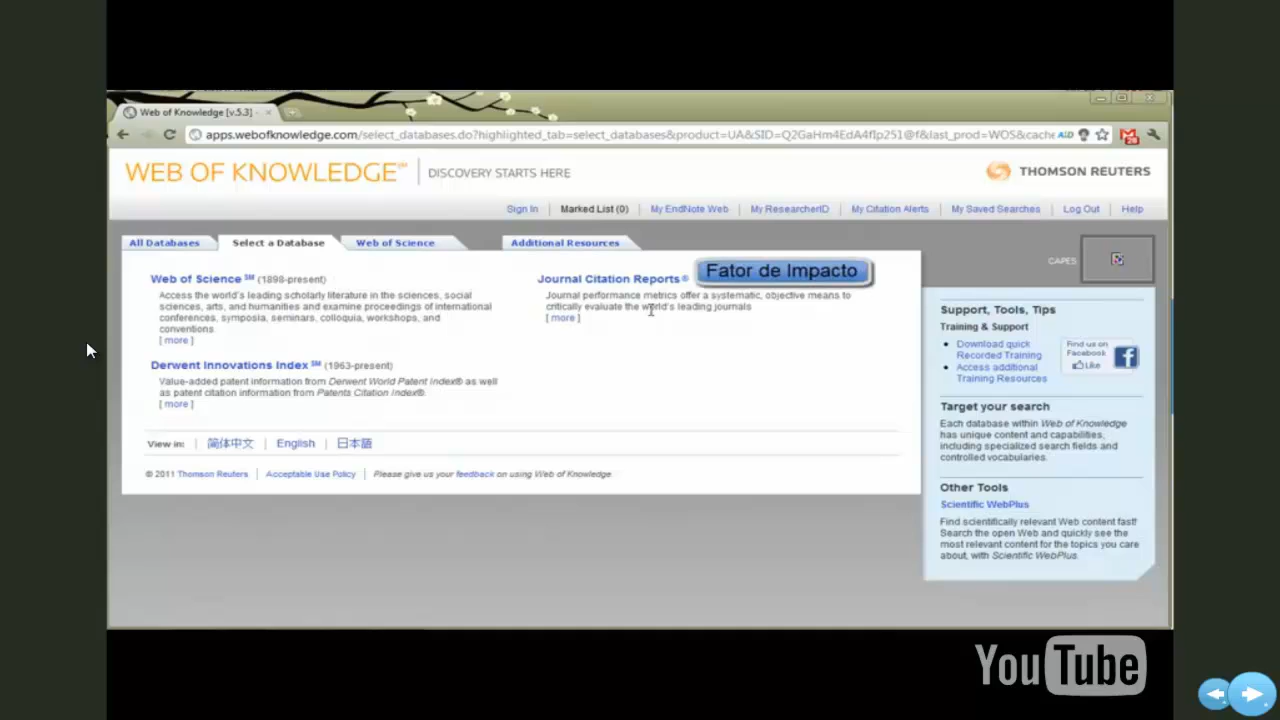 Web of Knowledge [v.5.3] -
apps.webofknowledge.com/select_databases.do?highlighted_tab=select_databases&product=UA&SID=Q2GaHm4EdA4fIp251@f&last_prod=WOS&cache
WEB OF KNOWLEDGE℠ DISCOVERY STARTS HERE
THOMSON REUTERS
Sign In Marked List (0) My EndNote Web My ResearcherID My Citation Alerts My Saved Searches Log Out Help
All Databases Select a Database Web of Science Additional Resources
CAPES
Web of Science ℠ (1898-present)
Access the world's leading scholarly literature in the sciences, social
sciences, arts, and humanities and examine proceedings of international
conferences, symposia, seminars, colloquia, workshops, and
conventions.
[ more ]
Derwent Innovations Index ℠ (1963-present)
Value-added patent information from Derwent World Patent Index® as well
as patent citation information from Patents Citation Index®.
[ more ]
Journal Citation Reports®
Fator de Impacto
Journal performance metrics offer a systematic, objective means to
critically evaluate the world's leading journals
[ more ]
View in: 简体中文 English 日本語
© 2011 Thomson Reuters Acceptable Use Policy Please give us your feedback on using Web of Knowledge
Support, Tools, Tips
Training & Support
Download quick
Recorded Training
Access additional
Training Resources
Find us on
Facebook
Like
Target your search
Each database within Web of Knowledge
has unique content and capabilities,
including specialized search fields and
controlled vocabularies.
Other Tools
Scientific WebPlus
Find scientifically relevant Web content fast!
Search the open Web and quickly see the
most relevant content for the topics you care
about, with Scientific WebPlus.
YouTube